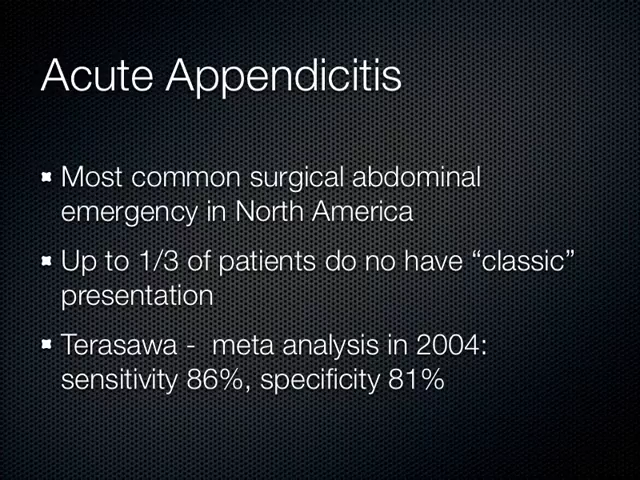 Acute Appendicitis
Most common surgical abdominal
emergency in North America
Up to 1/3 of patients do no have “classic”
presentation
Terasawa -  meta analysis in 2004:
sensitivity 86%, specificity 81%